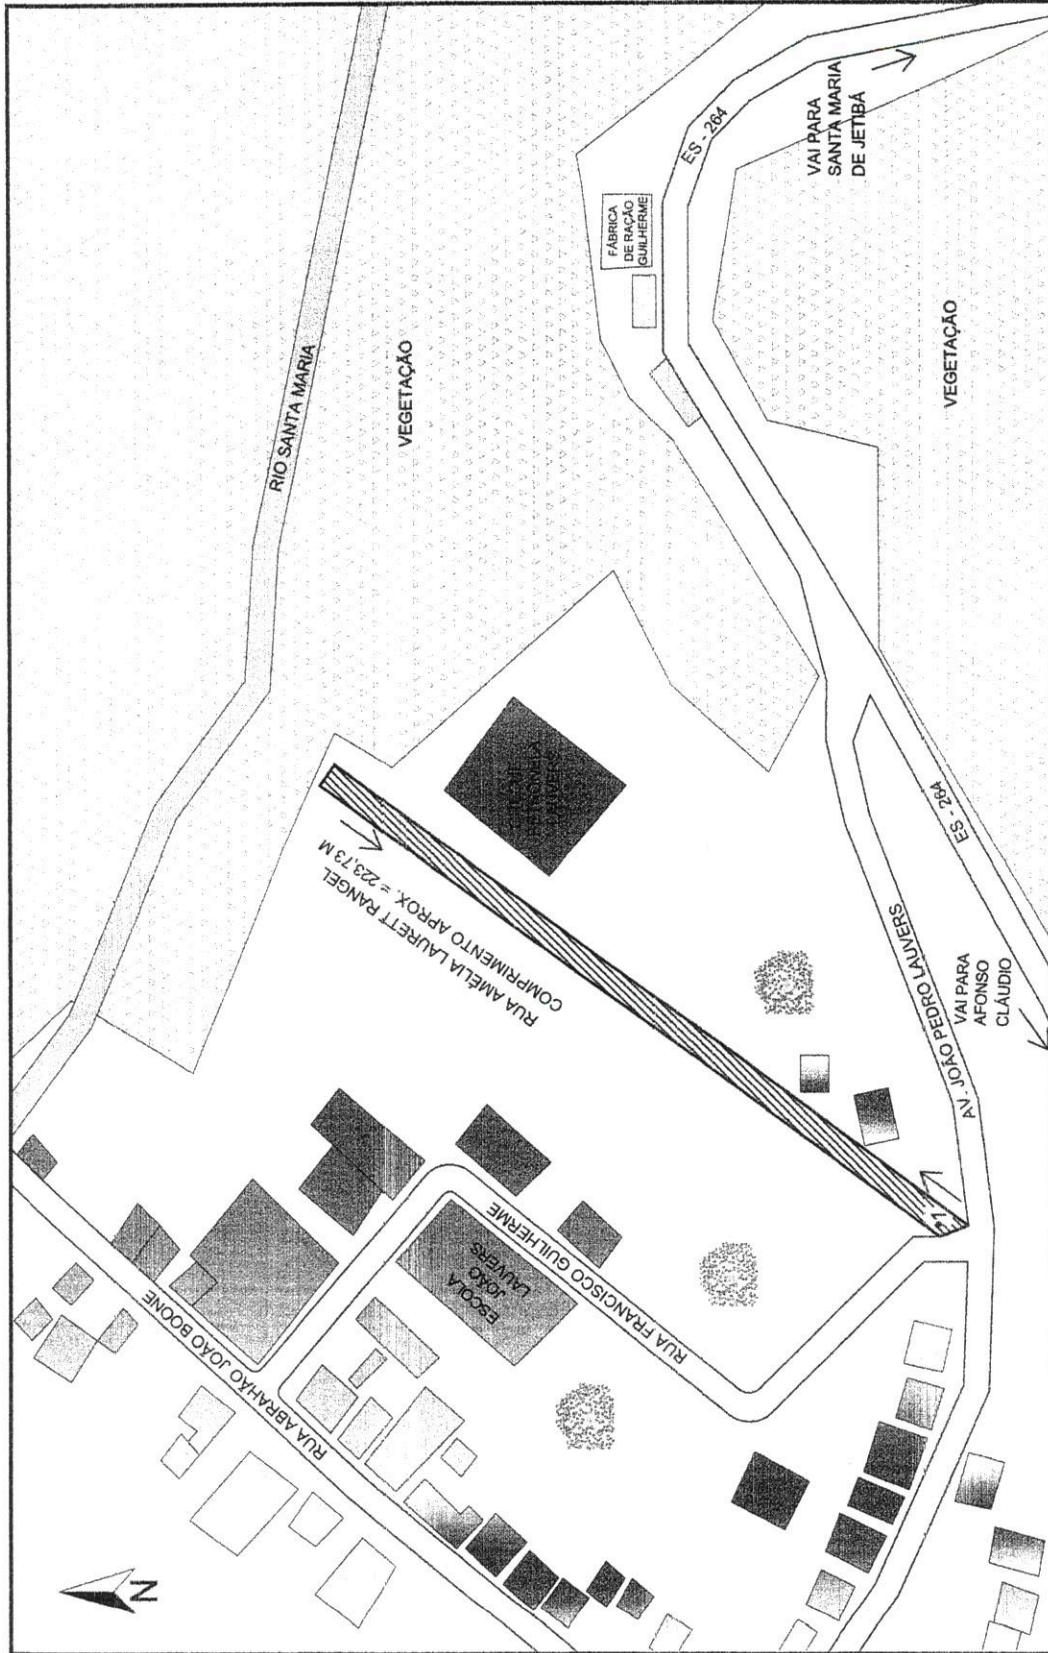 N
RUA ABRAHÃO JOÃO BOONE
ESCOLA
JOÃO
LAUVERS
RUA FRANCISCO GUILHERME
RIO SANTA MARIA
VEGETAÇÃO
RUA AMÉLIA LAURETT RANGEL
COMPRIMENTO APROX. = 223,73 M
LAUVERS
AV. JOÃO PEDRO LAUVERS
VAI PARA
AFONSO
CLÁUDIO
ES - 264
FÁBRICA
DE RAÇÃO
GUILHERME
ES - 264
VAI PARA
SANTA MARIA
DE JETIBÁ
VEGETAÇÃO